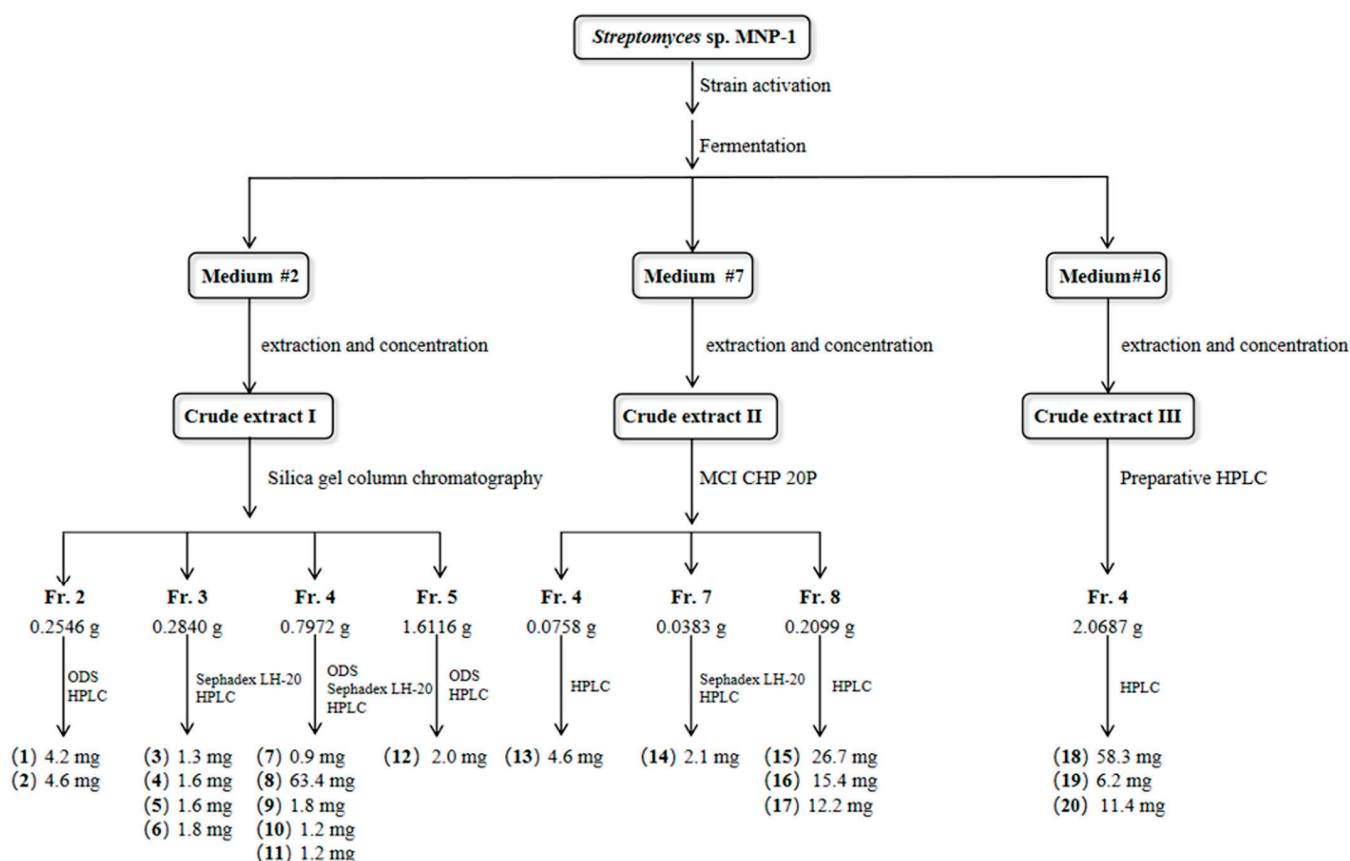 Streptomyces sp. MNP-1
Strain activation
Fermentation
Medium #2
Medium #7
Medium#16
extraction and concentration
extraction and concentration
extraction and concentration
Crude extract I
Crude extract II
Crude extract III
Silica gel column chromatography
MCI CHP 20P
Preparative HPLC
Fr. 2
Fr. 3
Fr. 4
Fr. 5
Fr. 4
Fr. 7
Fr. 8
Fr. 4
0.2546 g
0.2840 g
0.7972 g
1.6116 g
0.0758 g
0.0383 g
0.2099 g
2.0687 g
ODS
HPLC
Sephadex LH-20
HPLC
ODS
Sephadex LH-20
HPLC
ODS
HPLC
HPLC
Sephadex LH-20
HPLC
HPLC
HPLC
(1) 4.2 mg
(2) 4.6 mg
(3) 1.3 mg
(4) 1.6 mg
(5) 1.6 mg
(6) 1.8 mg
(7) 0.9 mg
(8) 63.4 mg
(9) 1.8 mg
(10) 1.2 mg
(11) 1.2 mg
(12) 2.0 mg
(13) 4.6 mg
(14) 2.1 mg
(15) 26.7 mg
(16) 15.4 mg
(17) 12.2 mg
(18) 58.3 mg
(19) 6.2 mg
(20) 11.4 mg